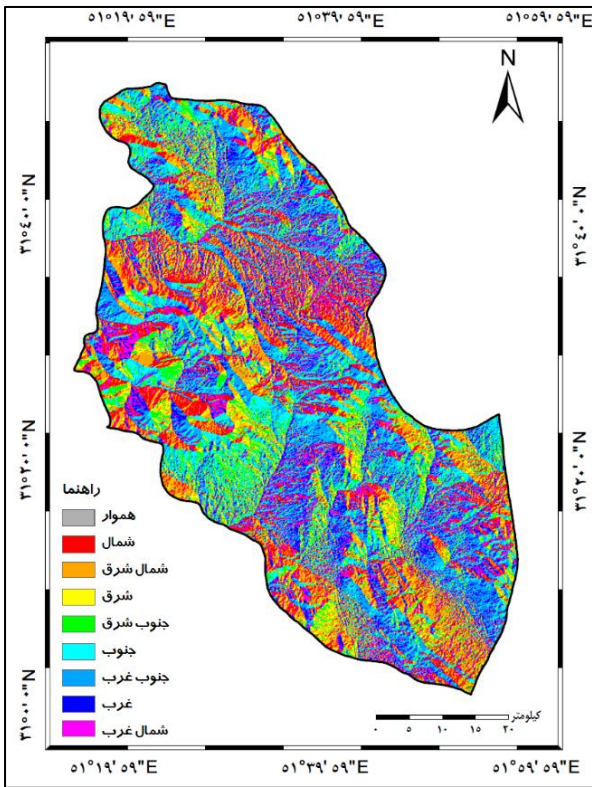 ۵۱°۱۹' ۵۹"E ۵۱°۳۹' ۵۹"E ۵۱°۵۹' ۵۹"E
N
۳۱°۴۰' ۰"N ۳۱°۴۰' ۰"N
۳۱°۲۰' ۰"N ۳۱°۲۰' ۰"N
راهنما
هموار
شمال
شمال شرق
شرق
جنوب شرق
جنوب
جنوب غرب
غرب
شمال غرب
کیلومتر
۰ ۵ ۱۰ ۱۵ ۲۰
۳۱°۰' ۰"N ۳۱°۰' ۰"N
۵۱°۱۹' ۵۹"E ۵۱°۳۹' ۵۹"E ۵۱°۵۹' ۵۹"E